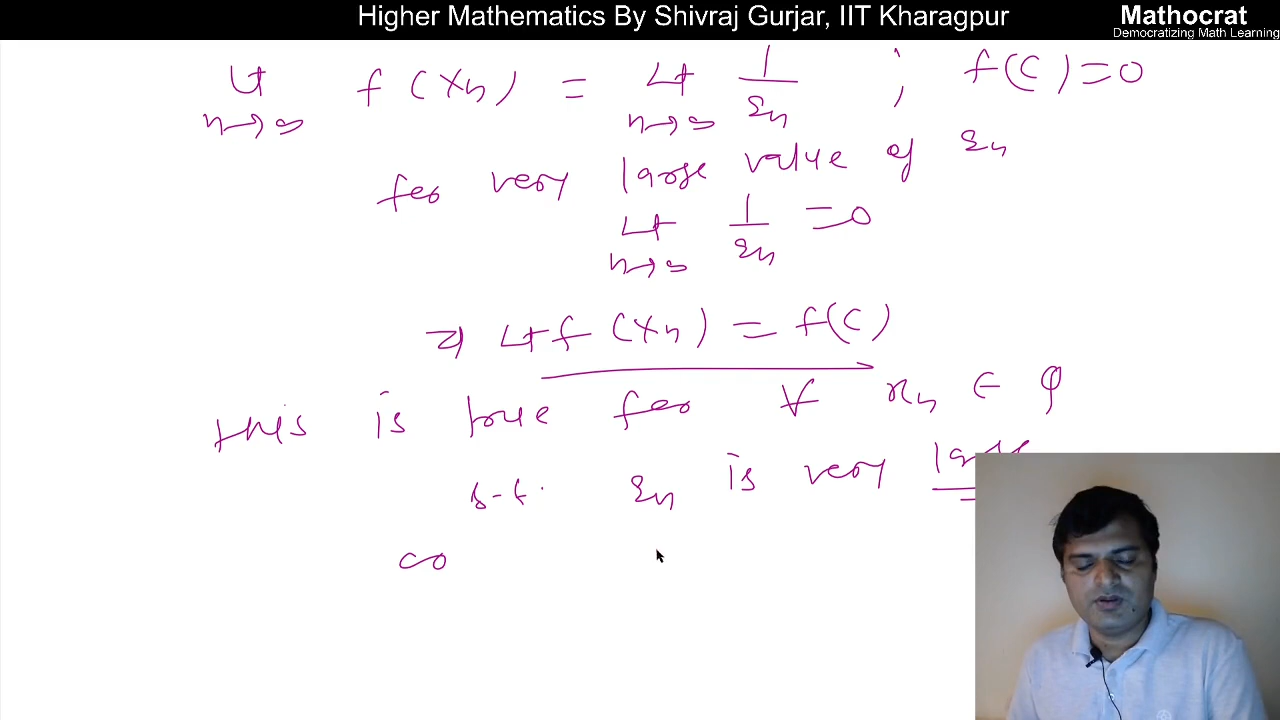 Higher Mathematics By Shivraj Gurjar, IIT Kharagpur
Mathocrat
Democratizing Math Learning
Lt n→∞ f(xn) = Lt n→∞ 1/qn ; f(c)=0
for very large value of qn
Lt n→∞ 1/qn = 0
⇒ Lt f(xn) = f(c)
this is true for ∀ xn ∈ Q
s.t. qn is very large
co